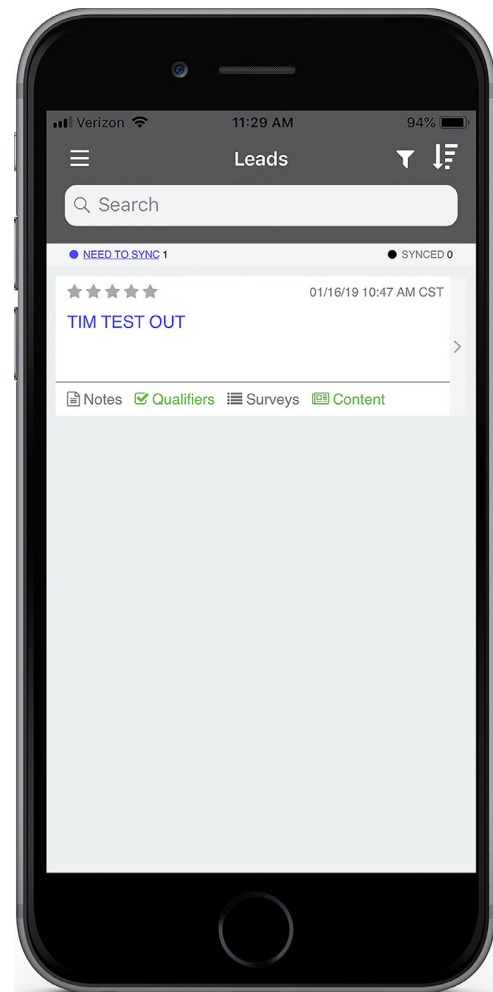 Verizon 11:29 AM 94%
Leads
Search
NEED TO SYNC 1 SYNCED 0
01/16/19 10:47 AM CST
TIM TEST OUT
Notes Qualifiers Surveys Content